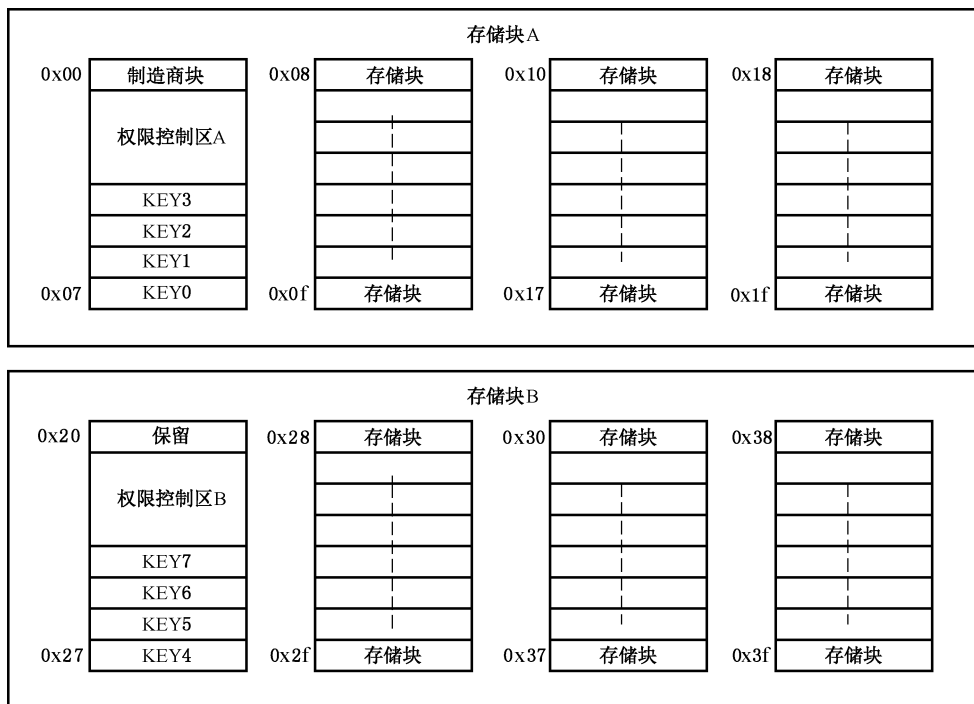 存储块A
0x00 制造商块 0x08 存储块 0x10 存储块 0x18 存储块
权限控制区A
KEY3
KEY2
KEY1
0x07 KEY0 0x0f 存储块 0x17 存储块 0x1f 存储块
存储块B
0x20 保留 0x28 存储块 0x30 存储块 0x38 存储块
权限控制区B
KEY7
KEY6
KEY5
0x27 KEY4 0x2f 存储块 0x37 存储块 0x3f 存储块